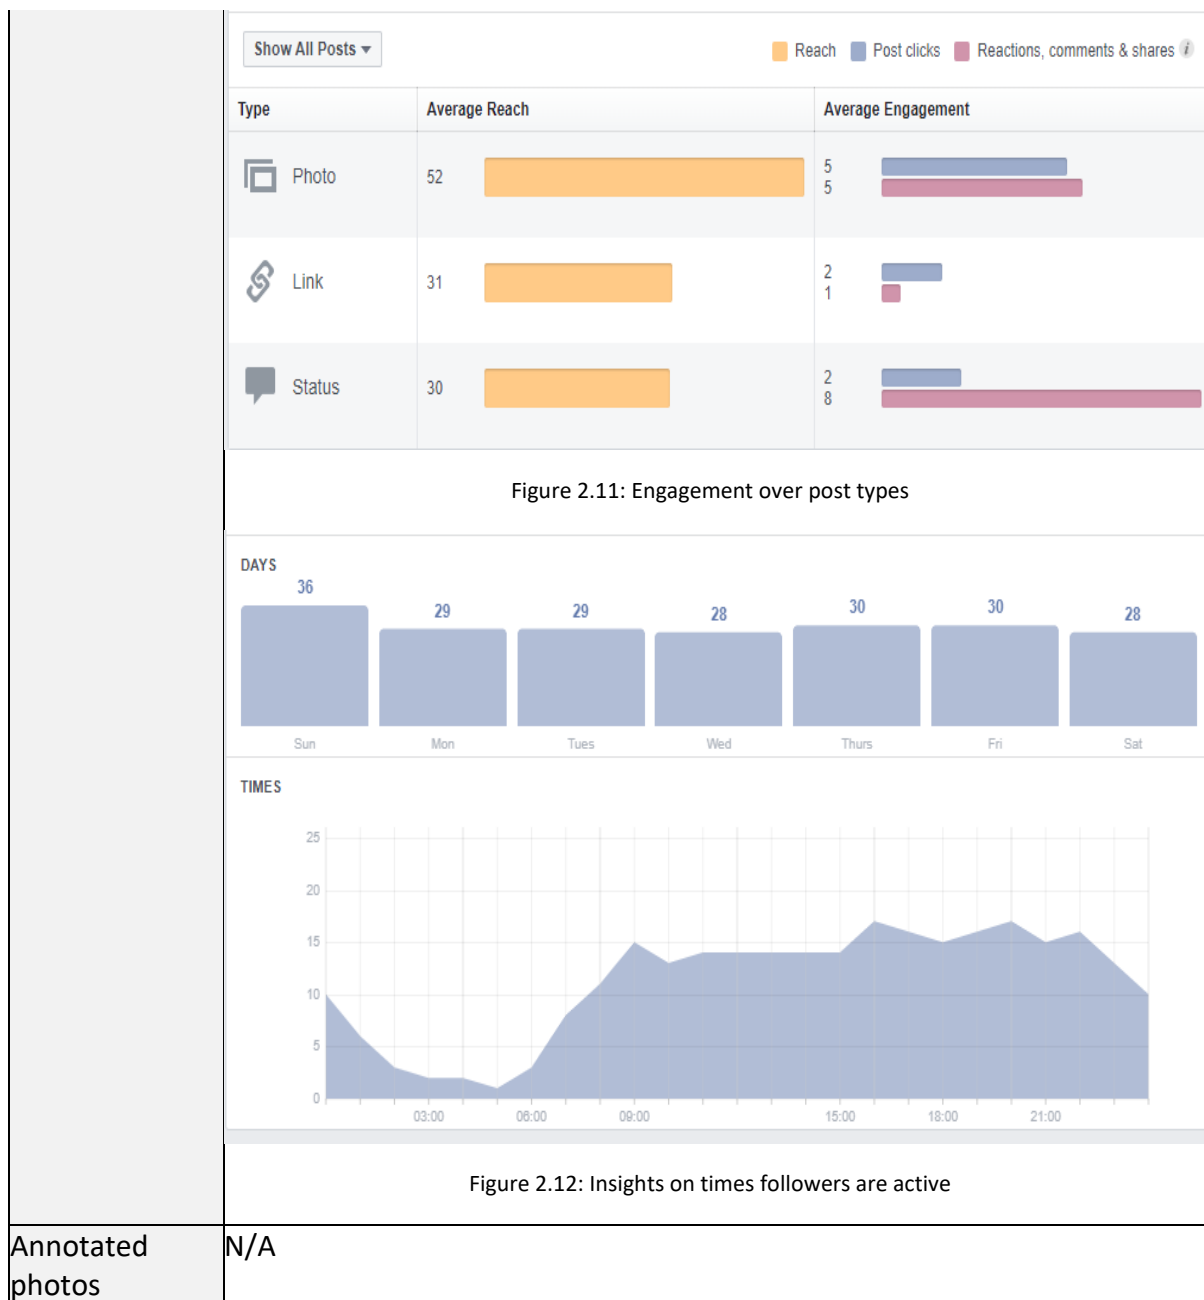 Show All Posts
Reach Post clicks Reactions, comments & shares i
Type Average Reach Average Engagement
Photo 52 5
5
Link 31 2
1
Status 30 2
8
Figure 2.11: Engagement over post types
DAYS
36 29 29 28 30 30 28
Sun Mon Tues Wed Thurs Fri Sat
TIMES
25
20
15
10
5
0
03:00 06:00 09:00 15:00 18:00 21:00
Figure 2.12: Insights on times followers are active
Annotated N/A
photos